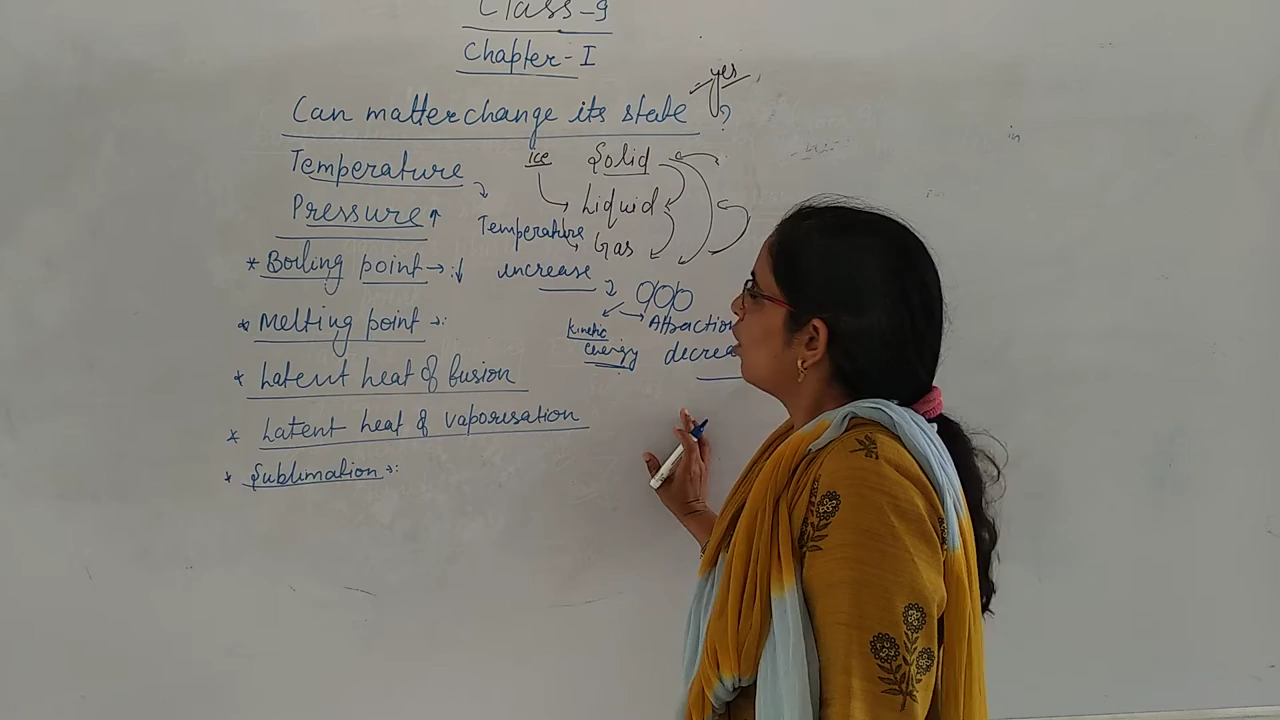 Class-9
Chapter-I
Can matter change its state yes ?
Temperature
Pressure↑
* Boiling point→:↓
* Melting point→:
* Latent heat of fusion
* Latent heat of vaporisation
* Sublimation→:
Ice Solid
Liquid
Temperature Gas
increase
Kinetic energy
Attraction
decrea